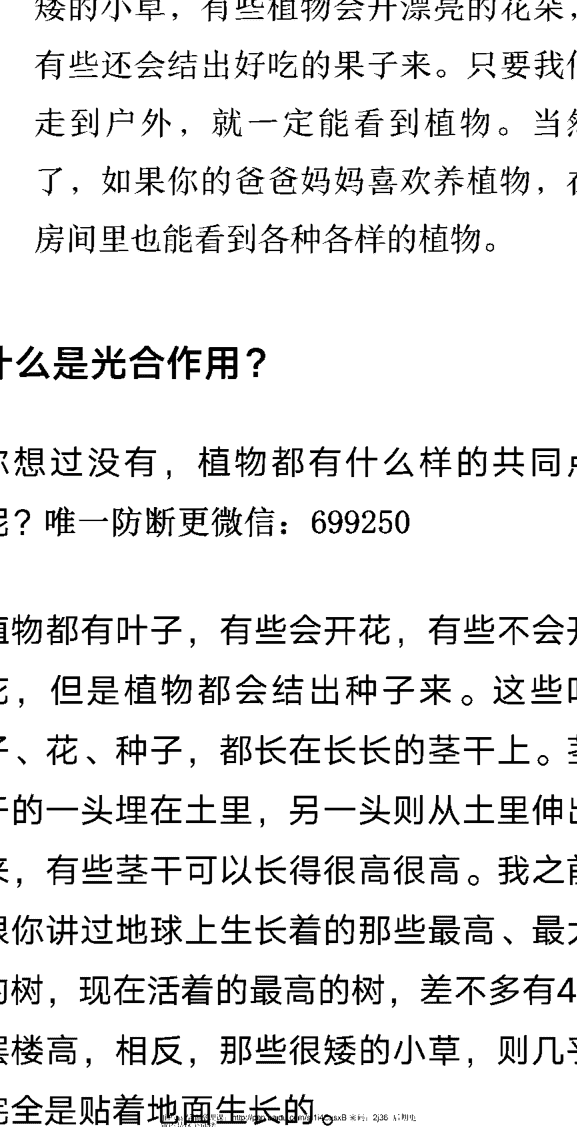 矮的小草，有些植物会开漂亮的花朵，
有些还会结出好吃的果子来。只要我们
走到户外，就一定能看到植物。当然
了，如果你的爸爸妈妈喜欢养植物，在
房间里也能看到各种各样的植物。
什么是光合作用？
你想过没有，植物都有什么样的共同点
呢？唯一防断更微信：699250
植物都有叶子，有些会开花，有些不会开
花，但是植物都会结出种子来。这些叶
子、花、种子，都长在长长的茎干上。茎
干的一头埋在土里，另一头则从土里伸出
来，有些茎干可以长得很高很高。我之前
跟你讲过地球上生长着的那些最高、最大
的树，现在活着的最高的树，差不多有4
层楼高，相反，那些很矮的小草，则几乎
完全是贴着地面生长的。